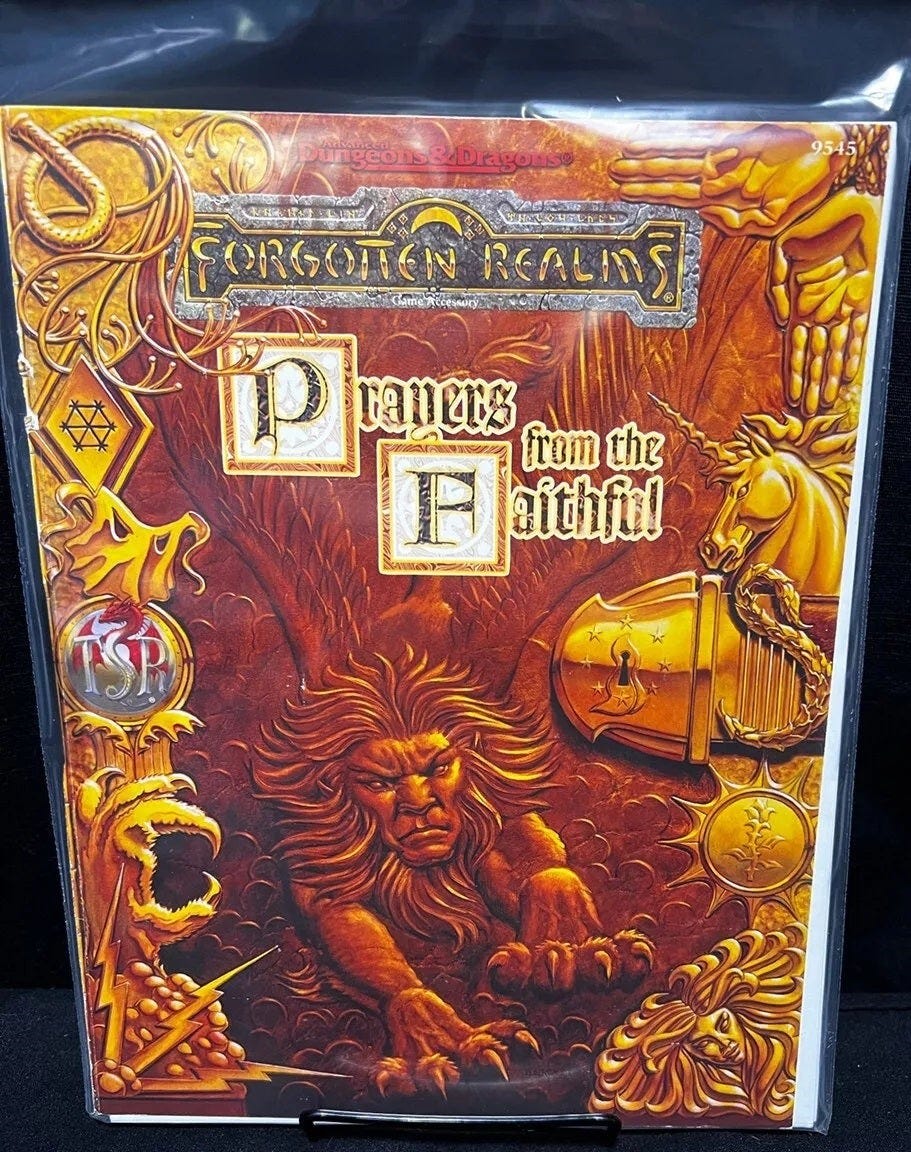 Advanced
Dungeons & Dragons®
9545
FORGOTTEN REALMS®
Game Accessory
Prayers
from the
Faithful
TSR®